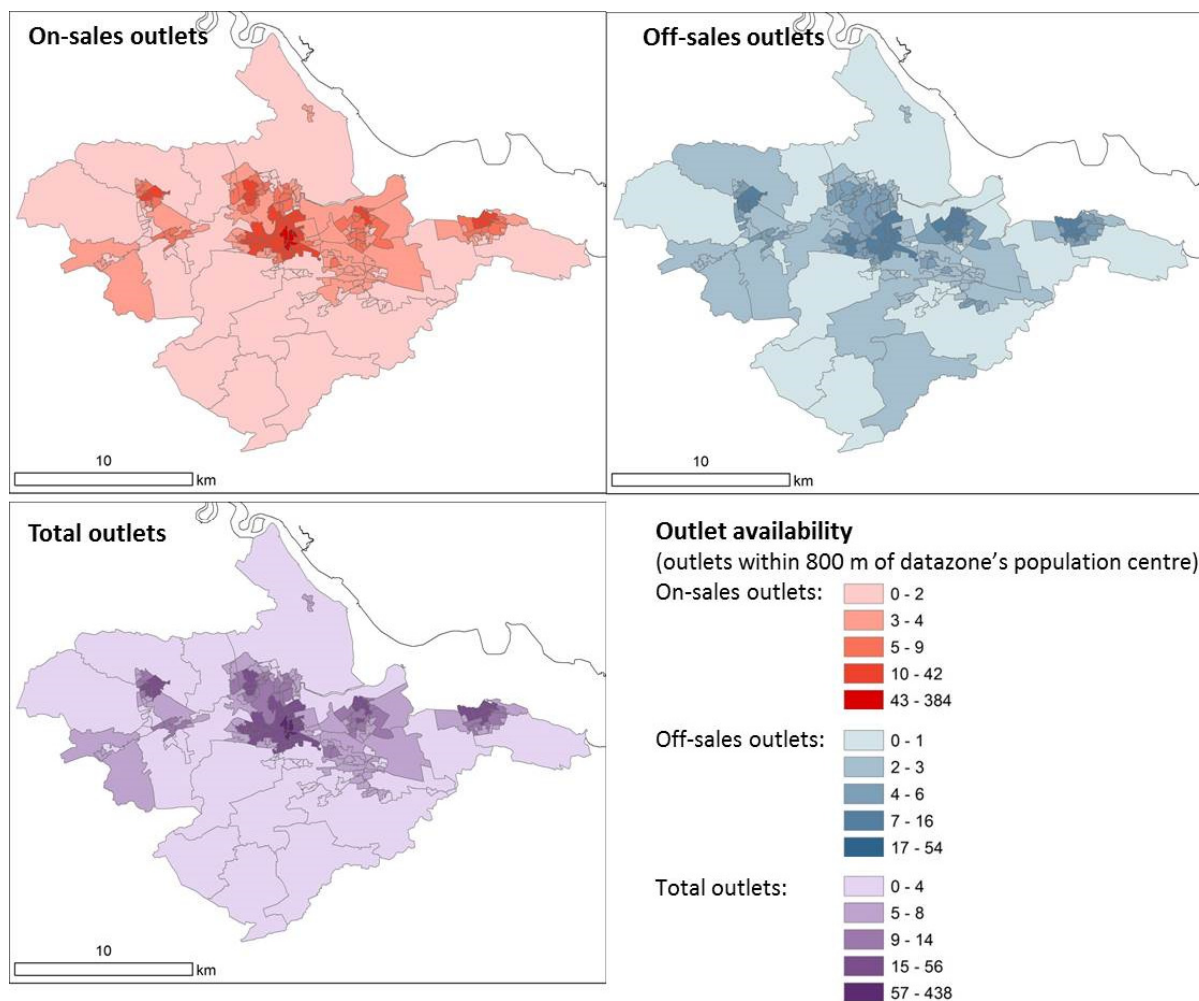 On-sales outlets
10
km
Off-sales outlets
10
km
Total outlets
10
km
Outlet availability
(outlets within 800 m of datazone's population centre)
On-sales outlets:
0 - 2
3 - 4
5 - 9
10 - 42
43 - 384
Off-sales outlets:
0 - 1
2 - 3
4 - 6
7 - 16
17 - 54
Total outlets:
0 - 4
5 - 8
9 - 14
15 - 56
57 - 438